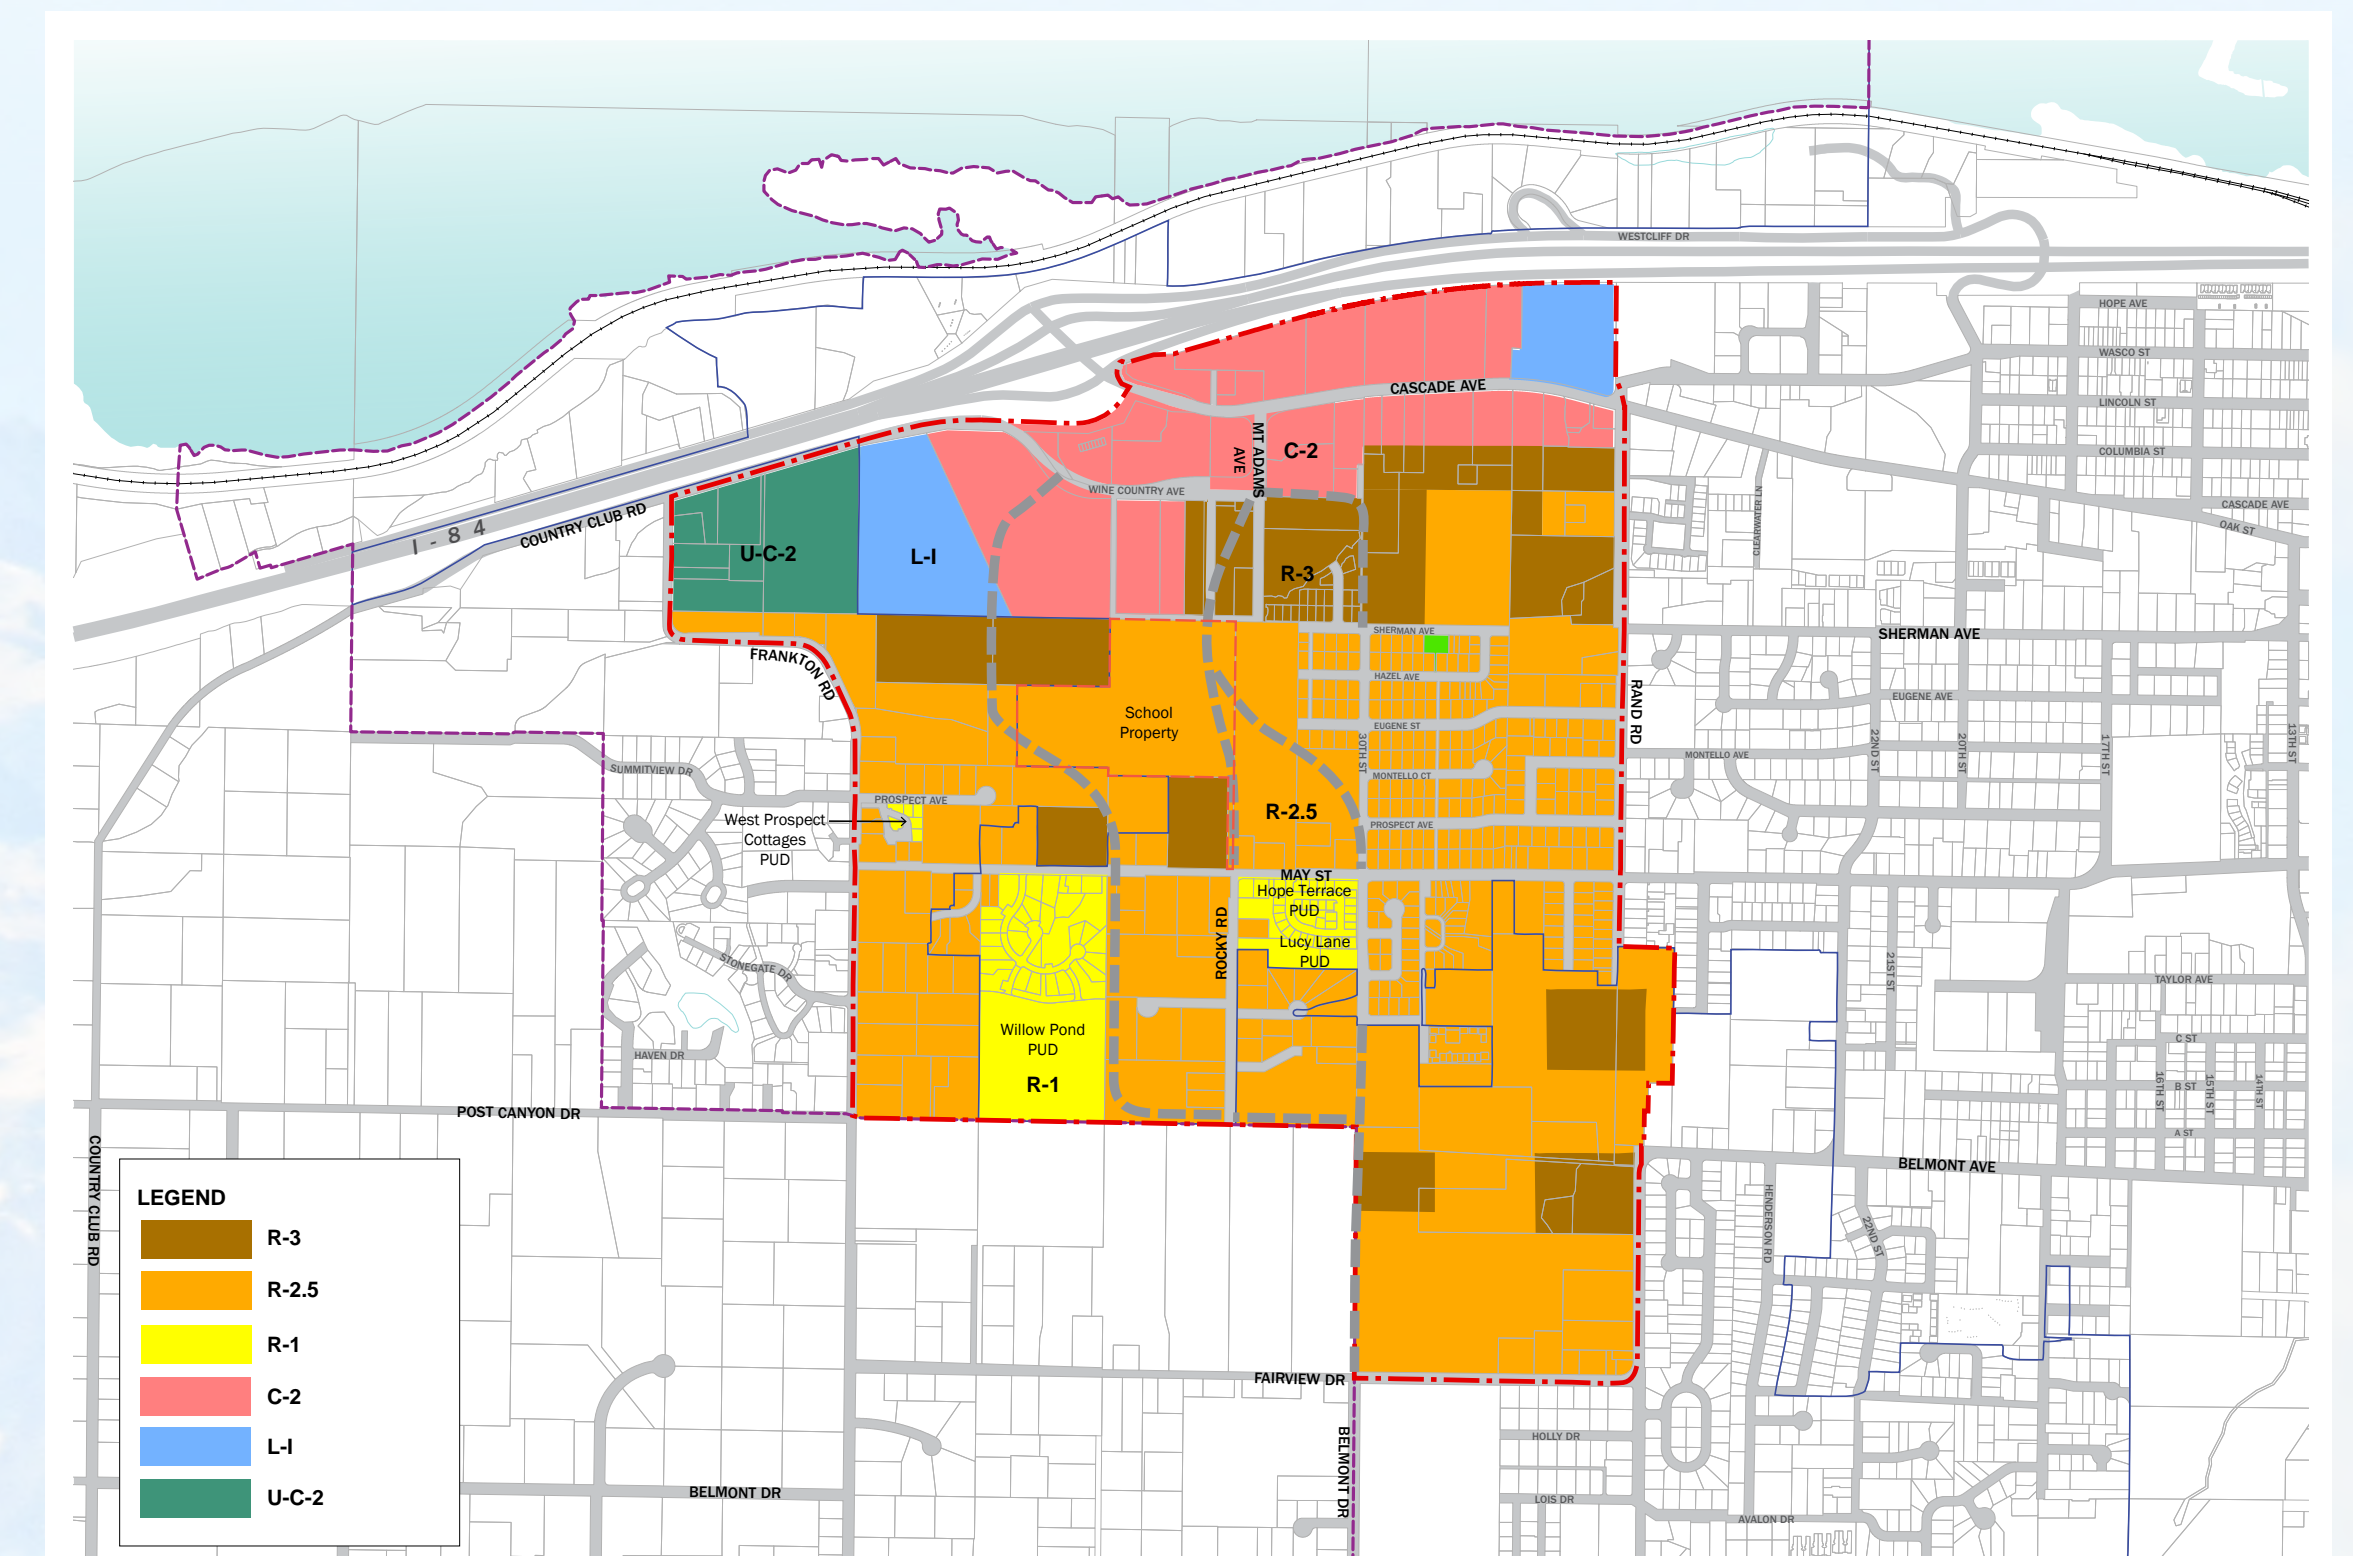 WESTCLIFF DR
HOPE AVE
WASCO ST
CASCADE AVE
LINCOLN ST
MT ADAMS
AVE
C-2
COLUMBIA ST
WINE COUNTRY AVE
CLEARWATER LN
CASCADE AVE
OAK ST
I-84
COUNTRY CLUB RD
U-C-2
L-I
R-3
SHERMAN AVE
SHERMAN AVE
FRANKTON RD
HAZEL AVE
RAND RD
EUGENE AVE
School
Property
EUGENE ST
30TH ST
22ND ST
20TH ST
17TH ST
13TH ST
MONTELLO AVE
SUMMITVIEW DR
MONTELLO CT
PROSPECT AVE
West Prospect
Cottages
PUD
R-2.5
PROSPECT AVE
MAY ST
Hope Terrace
PUD
ROCKY RD
Lucy Lane
PUD
STONEGATE DR
21ST ST
TAYLOR AVE
Willow Pond
PUD
R-1
HAVEN DR
C ST
B ST
16TH ST
15TH ST
14TH ST
POST CANYON DR
A ST
BELMONT AVE
COUNTRY CLUB RD
HENDERSON RD
22ND ST
LEGEND
R-3
R-2.5
R-1
C-2
L-I
U-C-2
FAIRVIEW DR
BELMONT DR
HOLLY DR
BELMONT DR
LOIS DR
AVALON DR